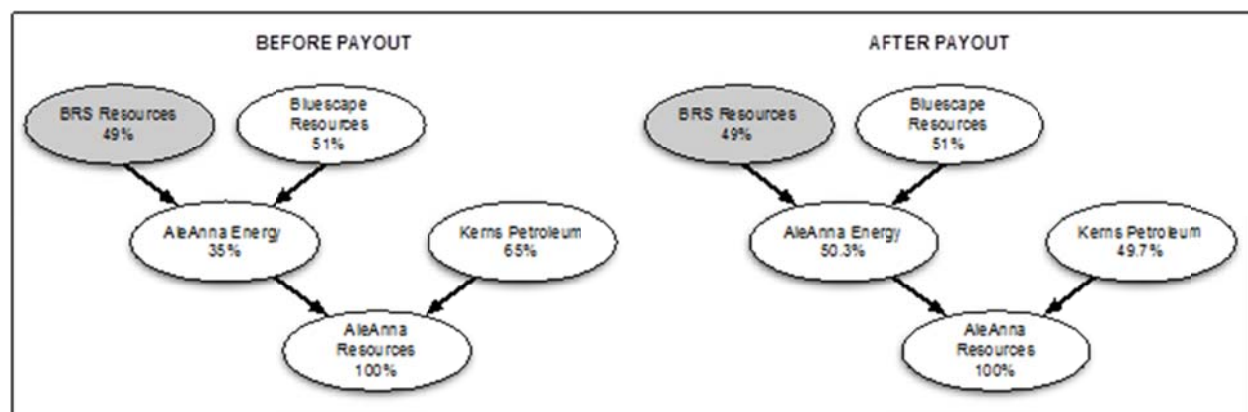 BEFORE PAYOUT
BRS Resources
49%
Bluescape
Resources
51%
AleAnna Energy
35%
Kerns Petroleum
65%
AleAnna
Resources
100%
AFTER PAYOUT
BRS Resources
49%
Bluescape
Resources
51%
AleAnna Energy
50.3%
Kerns Petroleum
49.7%
AleAnna
Resources
100%